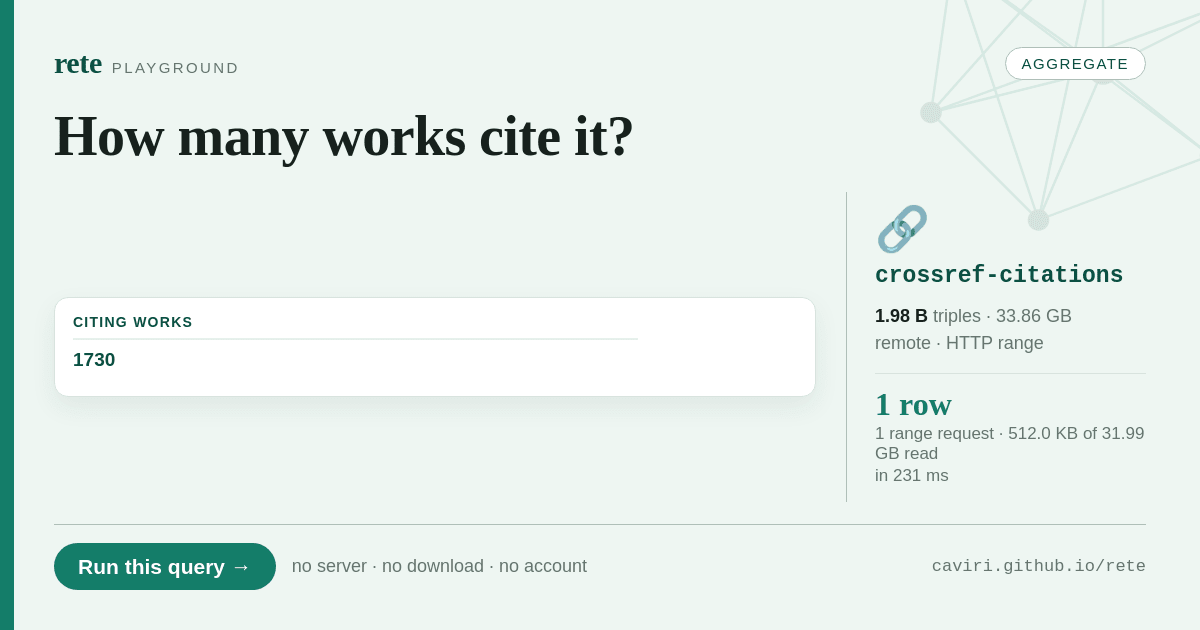 rete PLAYGROUND
AGGREGATE
How many works cite it?
CITING WORKS
1730
crossref-citations
1.98 B triples · 33.86 GB
remote · HTTP range
1 row
1 range request · 512.0 KB of 31.99
GB read
in 231 ms
Run this query →
no server · no download · no account
caviri.github.io/rete